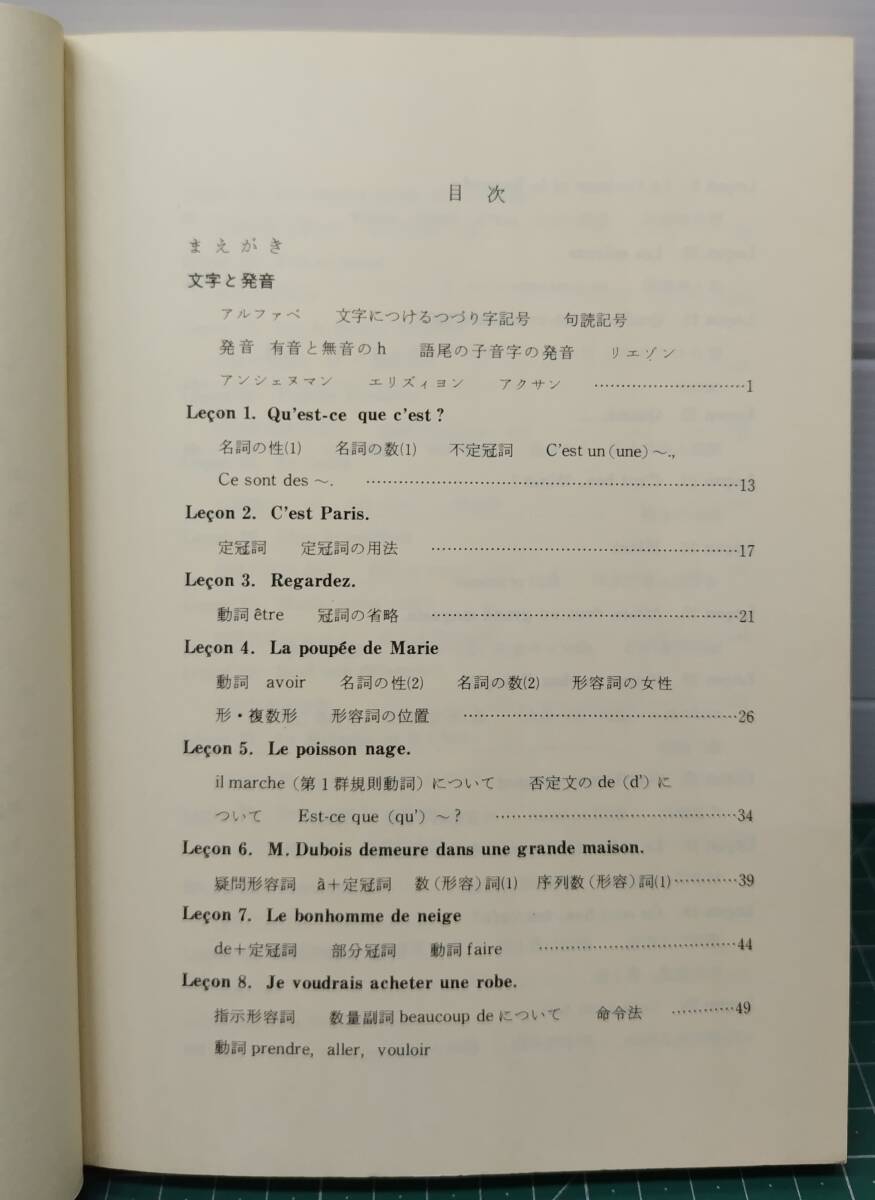 目次
まえがき
文字と発音
アルファベ 文字につけるつづり字記号 句読記号
発音 有音と無音のh 語尾の子音字の発音 リエゾン
アンシェヌマン エリズィヨン アクサン …………………………1
Leçon 1. Qu'est-ce que c'est?
名詞の性(1) 名詞の数(1) 不定冠詞 C'est un (une)～.,
Ce sont des ～. ……………………………………………………………13
Leçon 2. C'est Paris.
定冠詞 定冠詞の用法 …………………………………………………17
Leçon 3. Regardez.
動詞 être 冠詞の省略 …………………………………………………21
Leçon 4. La poupée de Marie
動詞 avoir 名詞の性(2) 名詞の数(2) 形容詞の女性
形・複数形 形容詞の位置 ……………………………………………26
Leçon 5. Le poisson nage.
il marche (第1群規則動詞) について 否定文の de (d') に
ついて Est-ce que (qu') ～? ………………………………………34
Leçon 6. M. Dubois demeure dans une grande maison.
疑問形容詞 à+定冠詞 数(形容)詞(1) 序列数(形容)詞(1)…………39
Leçon 7. Le bonhomme de neige
de+定冠詞 部分冠詞 動詞 faire …………………………………44
Leçon 8. Je voudrais acheter une robe.
指示形容詞 数量副詞 beaucoup de について 命令法 …………49
動詞 prendre, aller, vouloir